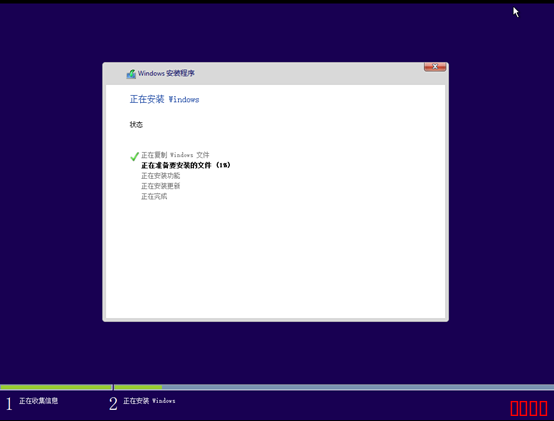 Windows 安装程序
正在安装 Windows
状态
正在复制 Windows 文件
正在准备要安装的文件 (1%)
正在安装功能
正在安装更新
正在完成
1 正在收集信息
2 正在安装 Windows